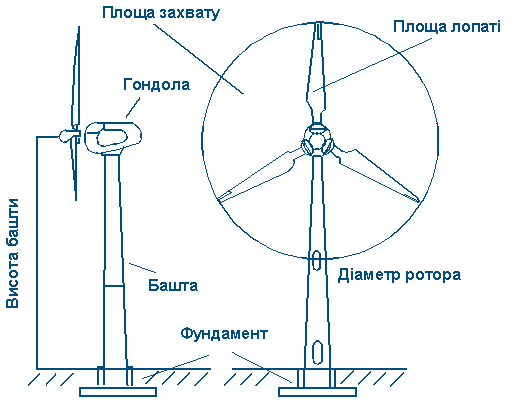 Площа захвату
Площа лопаті
Гондола
Висота башти
Діаметр ротора
Башта
Фундамент